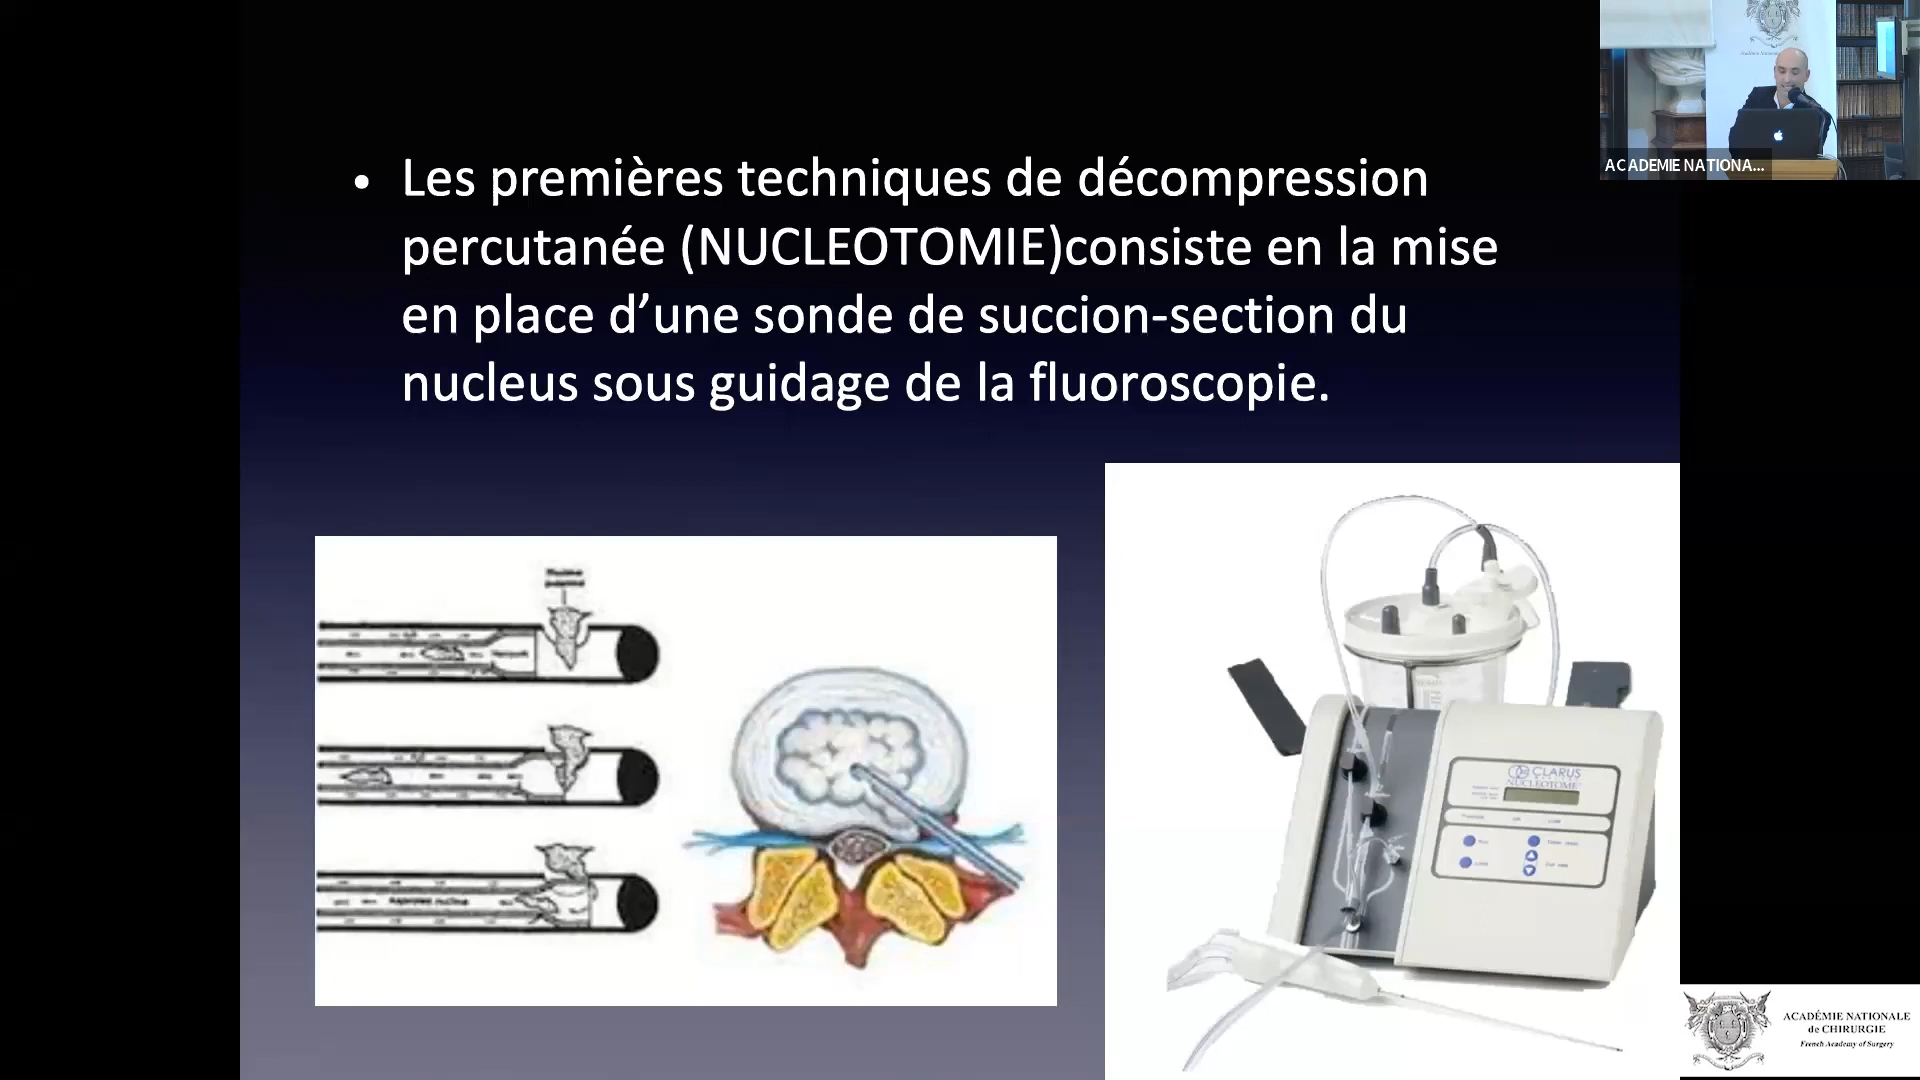 ACADEMIE NATIONA...
• Les premières techniques de décompression
percutanée (NUCLEOTOMIE)consiste en la mise
en place d’une sonde de succion-section du
nucleus sous guidage de la fluoroscopie.
CLARUS
NUCLEOTOME
ACADÉMIE NATIONALE
de CHIRURGIE
French Academy of Surgery